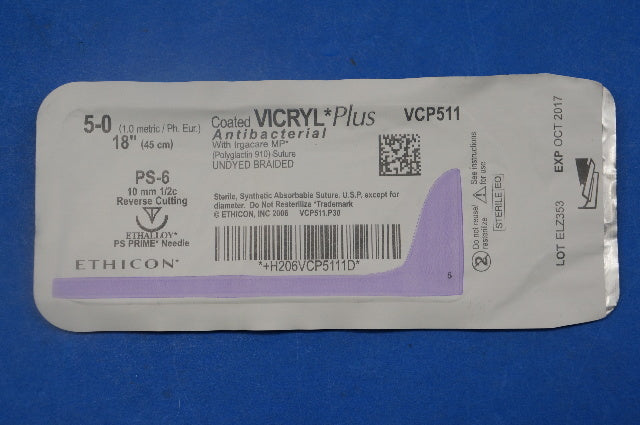 5-0 (1.0 metric / Ph. Eur.)
18" (45 cm)
PS-6
10 mm 1/2c
Reverse Cutting
ETHALLOY*
PS PRIME* Needle
ETHICON*
Coated VICRYL* Plus VCP511
Antibacterial
With Irgacare MP*
(Polyglactin 910) Suture
UNDYED BRAIDED
Sterile, Synthetic Absorbable Suture, U.S.P. except for
diameter. Do Not Resterilize *Trademark
© ETHICON, INC 2006 VCP511.P30
*+H206VCP5111D*
6
2 Do not reuse/
resterilize
See instructions
for use
STERILE EO
LOT ELZ353 EXP OCT 2017